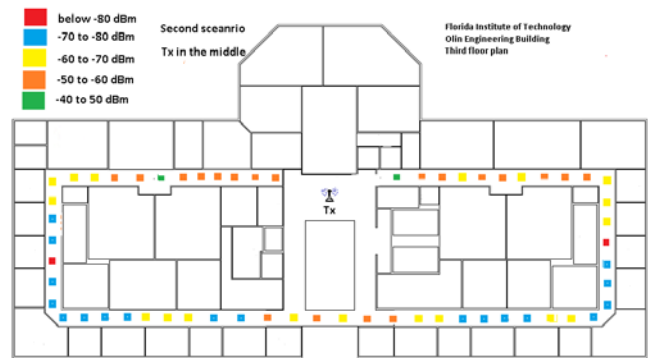 below -80 dBm
-70 to -80 dBm
-60 to -70 dBm
-50 to -60 dBm
-40 to 50 dBm
Second sceanrio
Tx in the middle
Florida Institute of Technology
Olin Engineering Building
Third floor plan
Tx